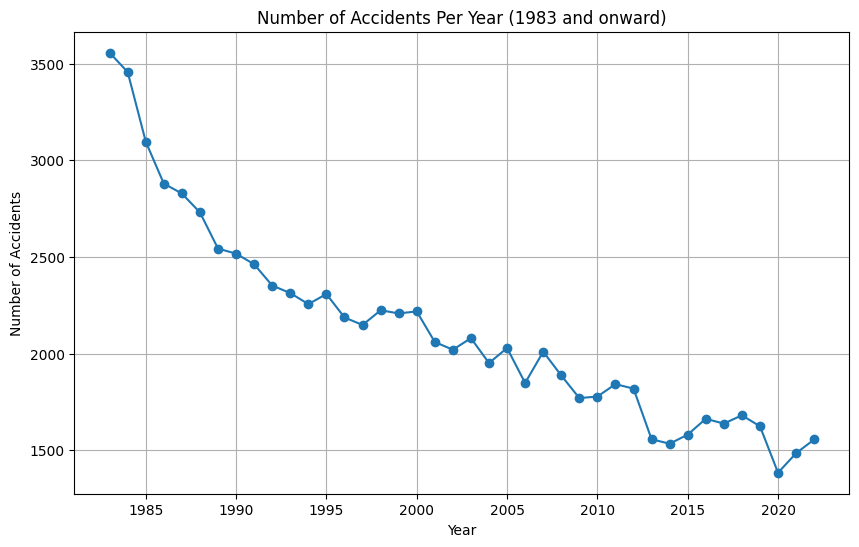 Number of Accidents Per Year (1983 and onward)
Number of Accidents
3500
3000
2500
2000
1500
1985 1990 1995 2000 2005 2010 2015 2020
Year